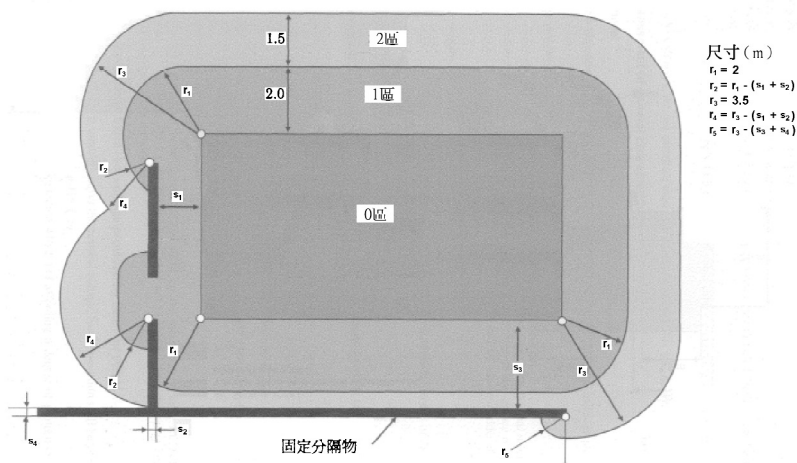 1.5
2區
r₃
r₁
2.0
1區
尺寸(m)
r₁ = 2
r₂ = r₁ - (s₁ + s₂)
r₃ = 3.5
r₄ = r₃ - (s₁ + s₂)
r₅ = r₃ - (s₃ + s₄)
r₂
r₄
s₁
0區
r₄
r₂
r₁
s₃
r₁
r₃
s₄
s₂
固定分隔物
r₅